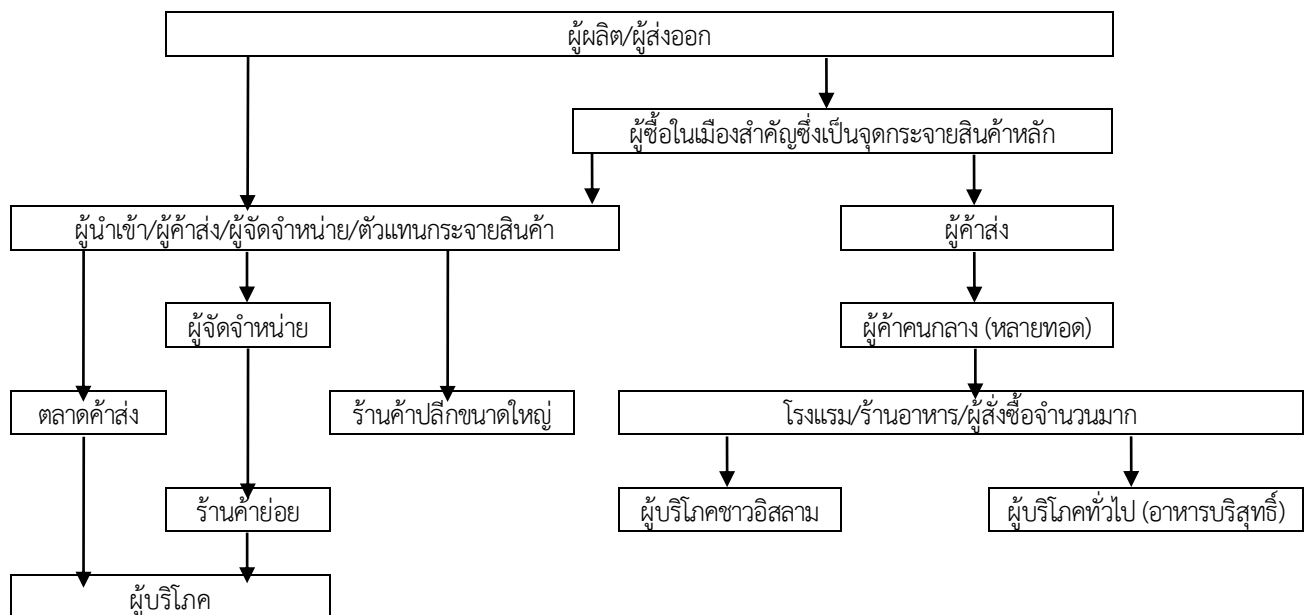 ผู้ผลิต/ผู้ส่งออก
ผู้ซื้อในเมืองสำคัญซึ่งเป็นจุดกระจายสินค้าหลัก
ผู้นำเข้า/ผู้ค้าส่ง/ผู้จัดจำหน่าย/ตัวแทนกระจายสินค้า
ผู้ค้าส่ง
ผู้จัดจำหน่าย
ผู้ค้าคนกลาง (หลายทอด)
ตลาดค้าส่ง
ร้านค้าปลีกขนาดใหญ่
โรงแรม/ร้านอาหาร/ผู้สั่งซื้อจำนวนมาก
ร้านค้าย่อย
ผู้บริโภคชาวอิสลาม
ผู้บริโภคทั่วไป (อาหารบริสุทธิ์)
ผู้บริโภค